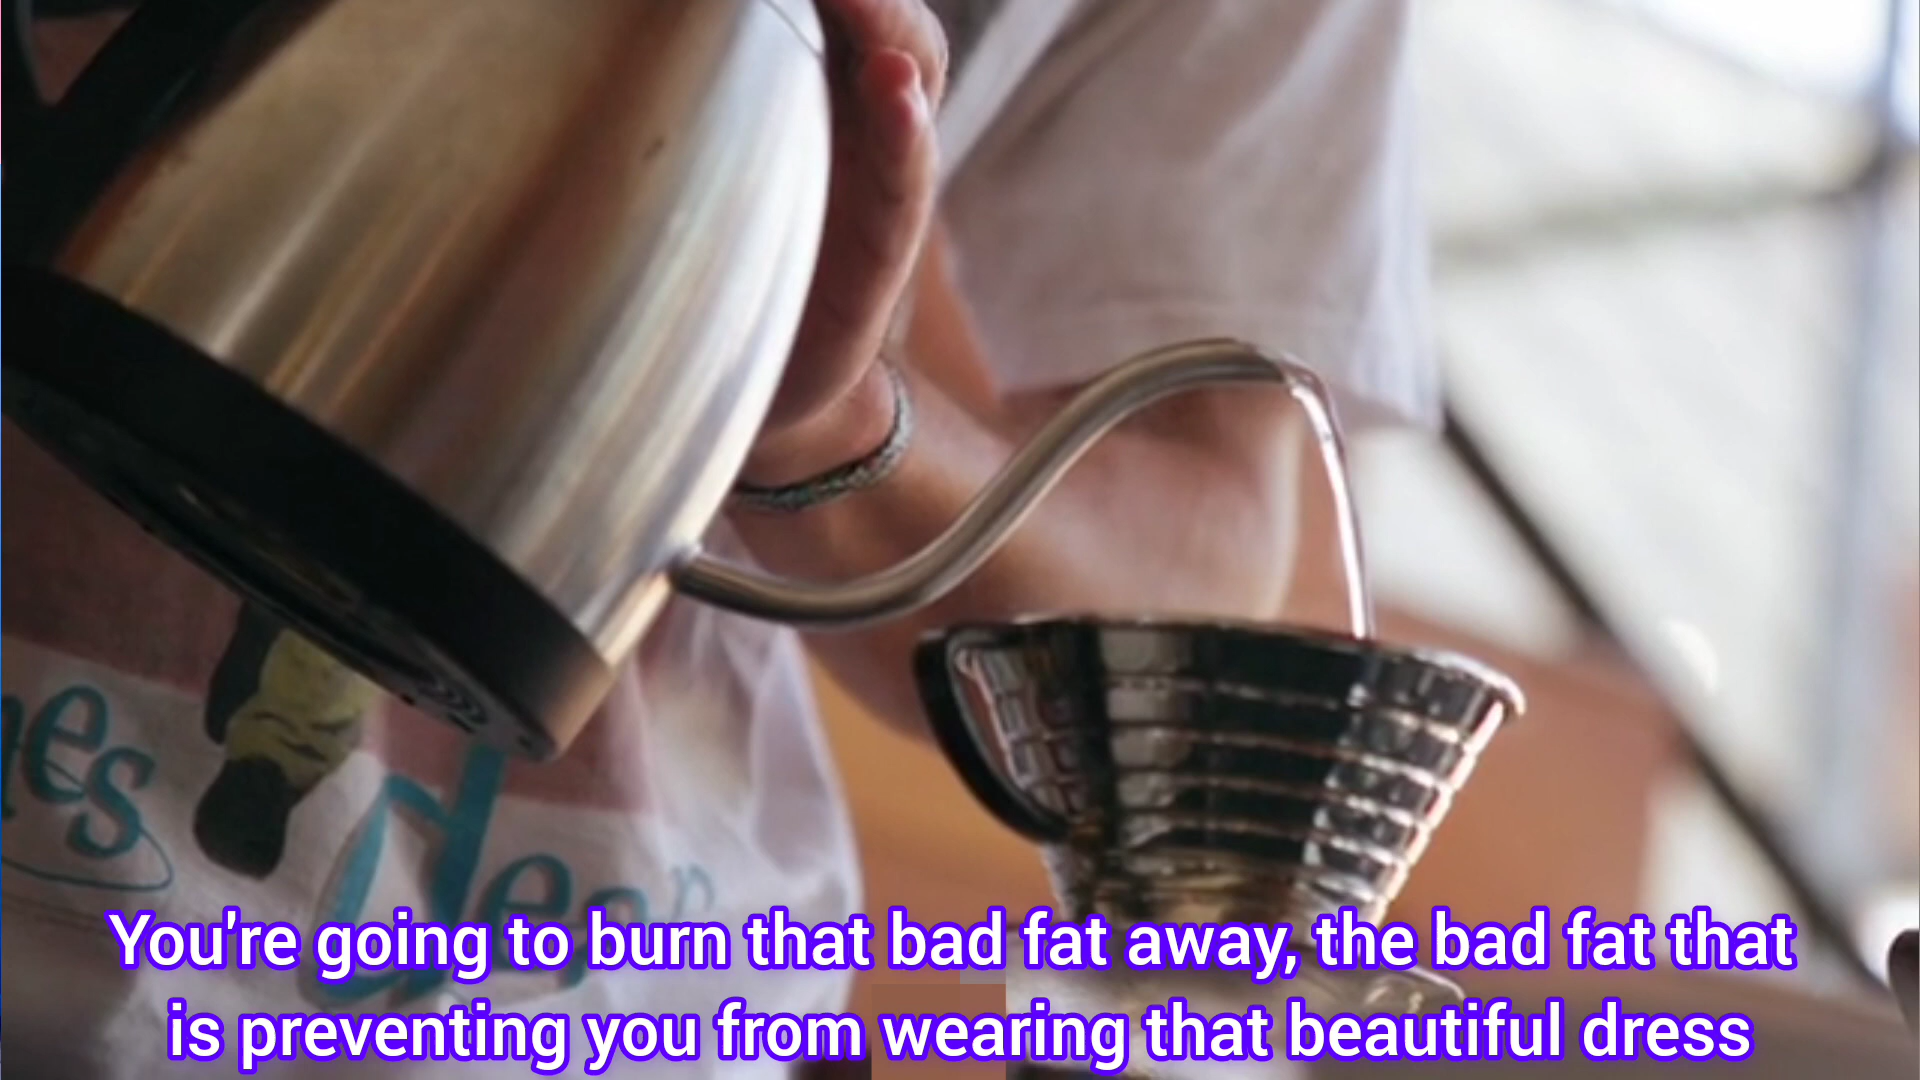 es
You're going to burn that bad fat away, the bad fat that
is preventing you from wearing that beautiful dress